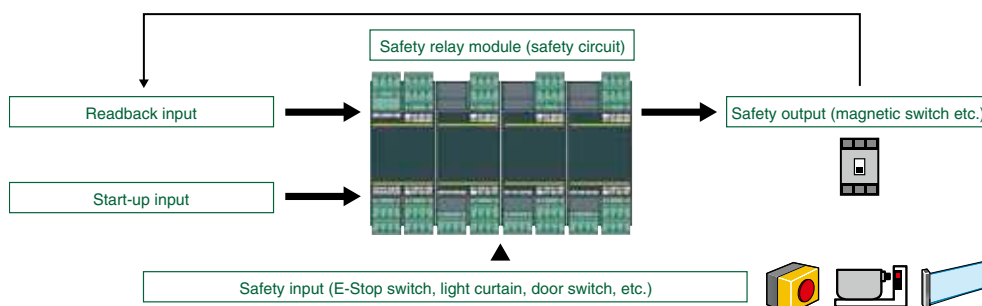 Safety relay module (safety circuit)
Readback input
Safety output (magnetic switch etc.)
Start-up input
Safety input (E-Stop switch, light curtain, door switch, etc.)